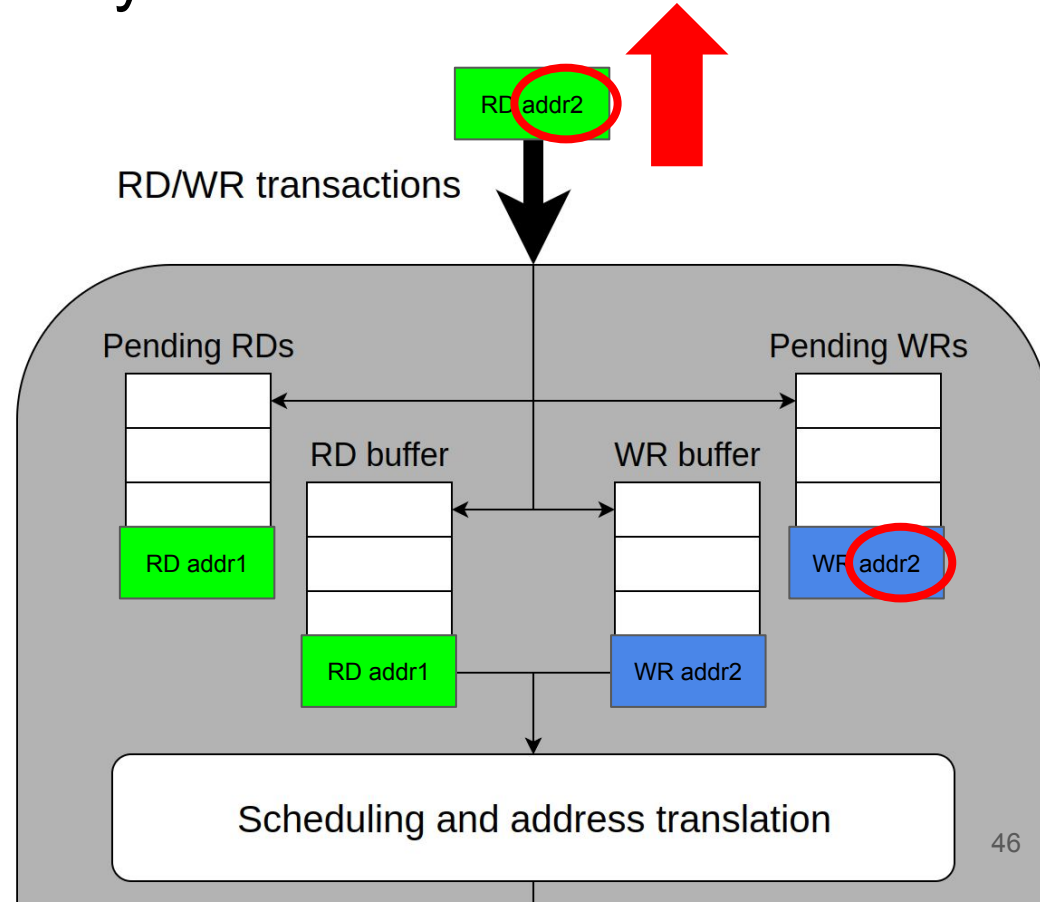 RD addr2
RD/WR transactions
Pending RDs
Pending WRs
RD buffer
WR buffer
RD addr1
WR addr2
RD addr1
WR addr2
Scheduling and address translation
46